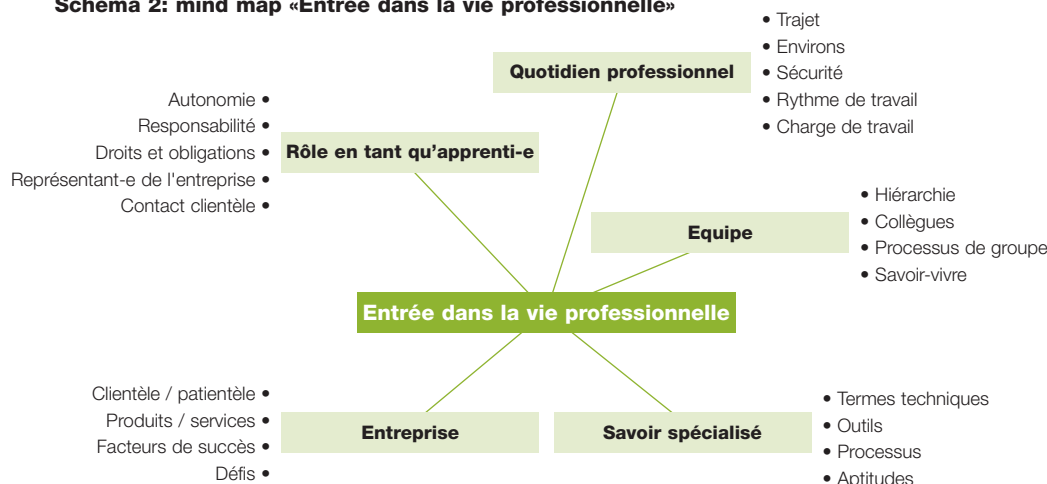 Schéma 2: mind map «Entrée dans la vie professionnelle»
Quotidien professionnel
• Trajet
• Environs
• Sécurité
• Rythme de travail
• Charge de travail
Autonomie •
Responsabilité •
Droits et obligations •
Représentant-e de l'entreprise •
Contact clientèle •
Rôle en tant qu’apprenti-e
Equipe
• Hiérarchie
• Collègues
• Processus de groupe
• Savoir-vivre
Entrée dans la vie professionnelle
Clientèle / patientèle •
Produits / services •
Facteurs de succès •
Défis •
Entreprise
Savoir spécialisé
• Termes techniques
• Outils
• Processus
• Aptitudes